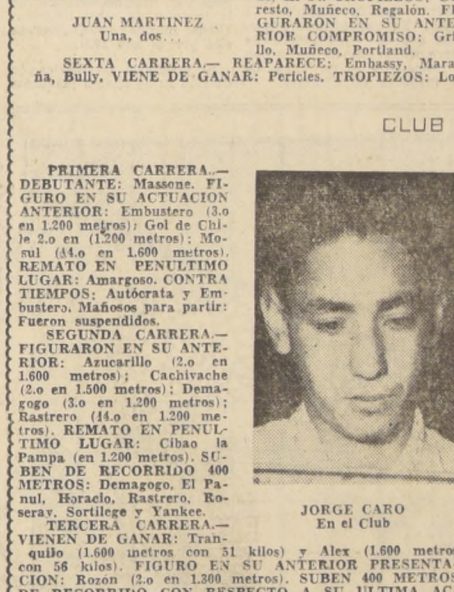 JUAN MARTINEZ
Una, dos...
resto, Muñeco, Regalón. FI
GURARON EN SU ANTE
RIOR COMPROMISO: Gri
llo, Muñeco, Portland.
SEXTA CARRERA.— REAPARECE: Embassy, Mara
ña, Bully. VIENE DE GANAR: Pericles. TROPIEZOS: Lo
CLUB
PRIMERA CARRERA..—
DEBUTANTE: Massone. FI-
GURO EN SU ACTUACION
ANTERIOR: Embustero (3.o
en 1.200 metros); Gol de Chi-
le 2.o en (1.200 metros); Mo-
sul (4.o en 1.600 metros).
REMATO EN PENULTIMO
LUGAR: Amargoso. CONTRA
TIEMPOS: Autócrata y Em-
bustero. Mañosos para partir:
Fueron suspendidos.
SEGUNDA CARRERA.—
FIGURARON EN SU ANTE-
RIOR: Azucarillo (2.o en
1.600 metros); Cachivache
(2.o en 1.500 metros); Dema-
gogo (3.o en 1.200 metros);
Rastrero (4.o en 1.200 me-
tros). REMATO EN PENUL-
TIMO LUGAR: Cibao la
Pampa (en 1.200 metros). SU-
BEN DE RECORRIDO 400
METROS: Demagogo, El Pa-
nul, Horacio, Rastrero, Ro-
seray, Sortilege y Yankee.
TERCERA CARRERA.—
VIENEN DE GANAR: Tran-
quilo (1.600 metros con 51 kilos) y Alex (1.600 metro
con 56 kilos). FIGURO EN SU ANTERIOR PRESENTA
CION: Rozón (2.o en 1.300 metros). SUBEN 400 METROS
DE RECORRIDO CON RESPECTO A SU ULTIMA AC
JORGE CARO
En el Club